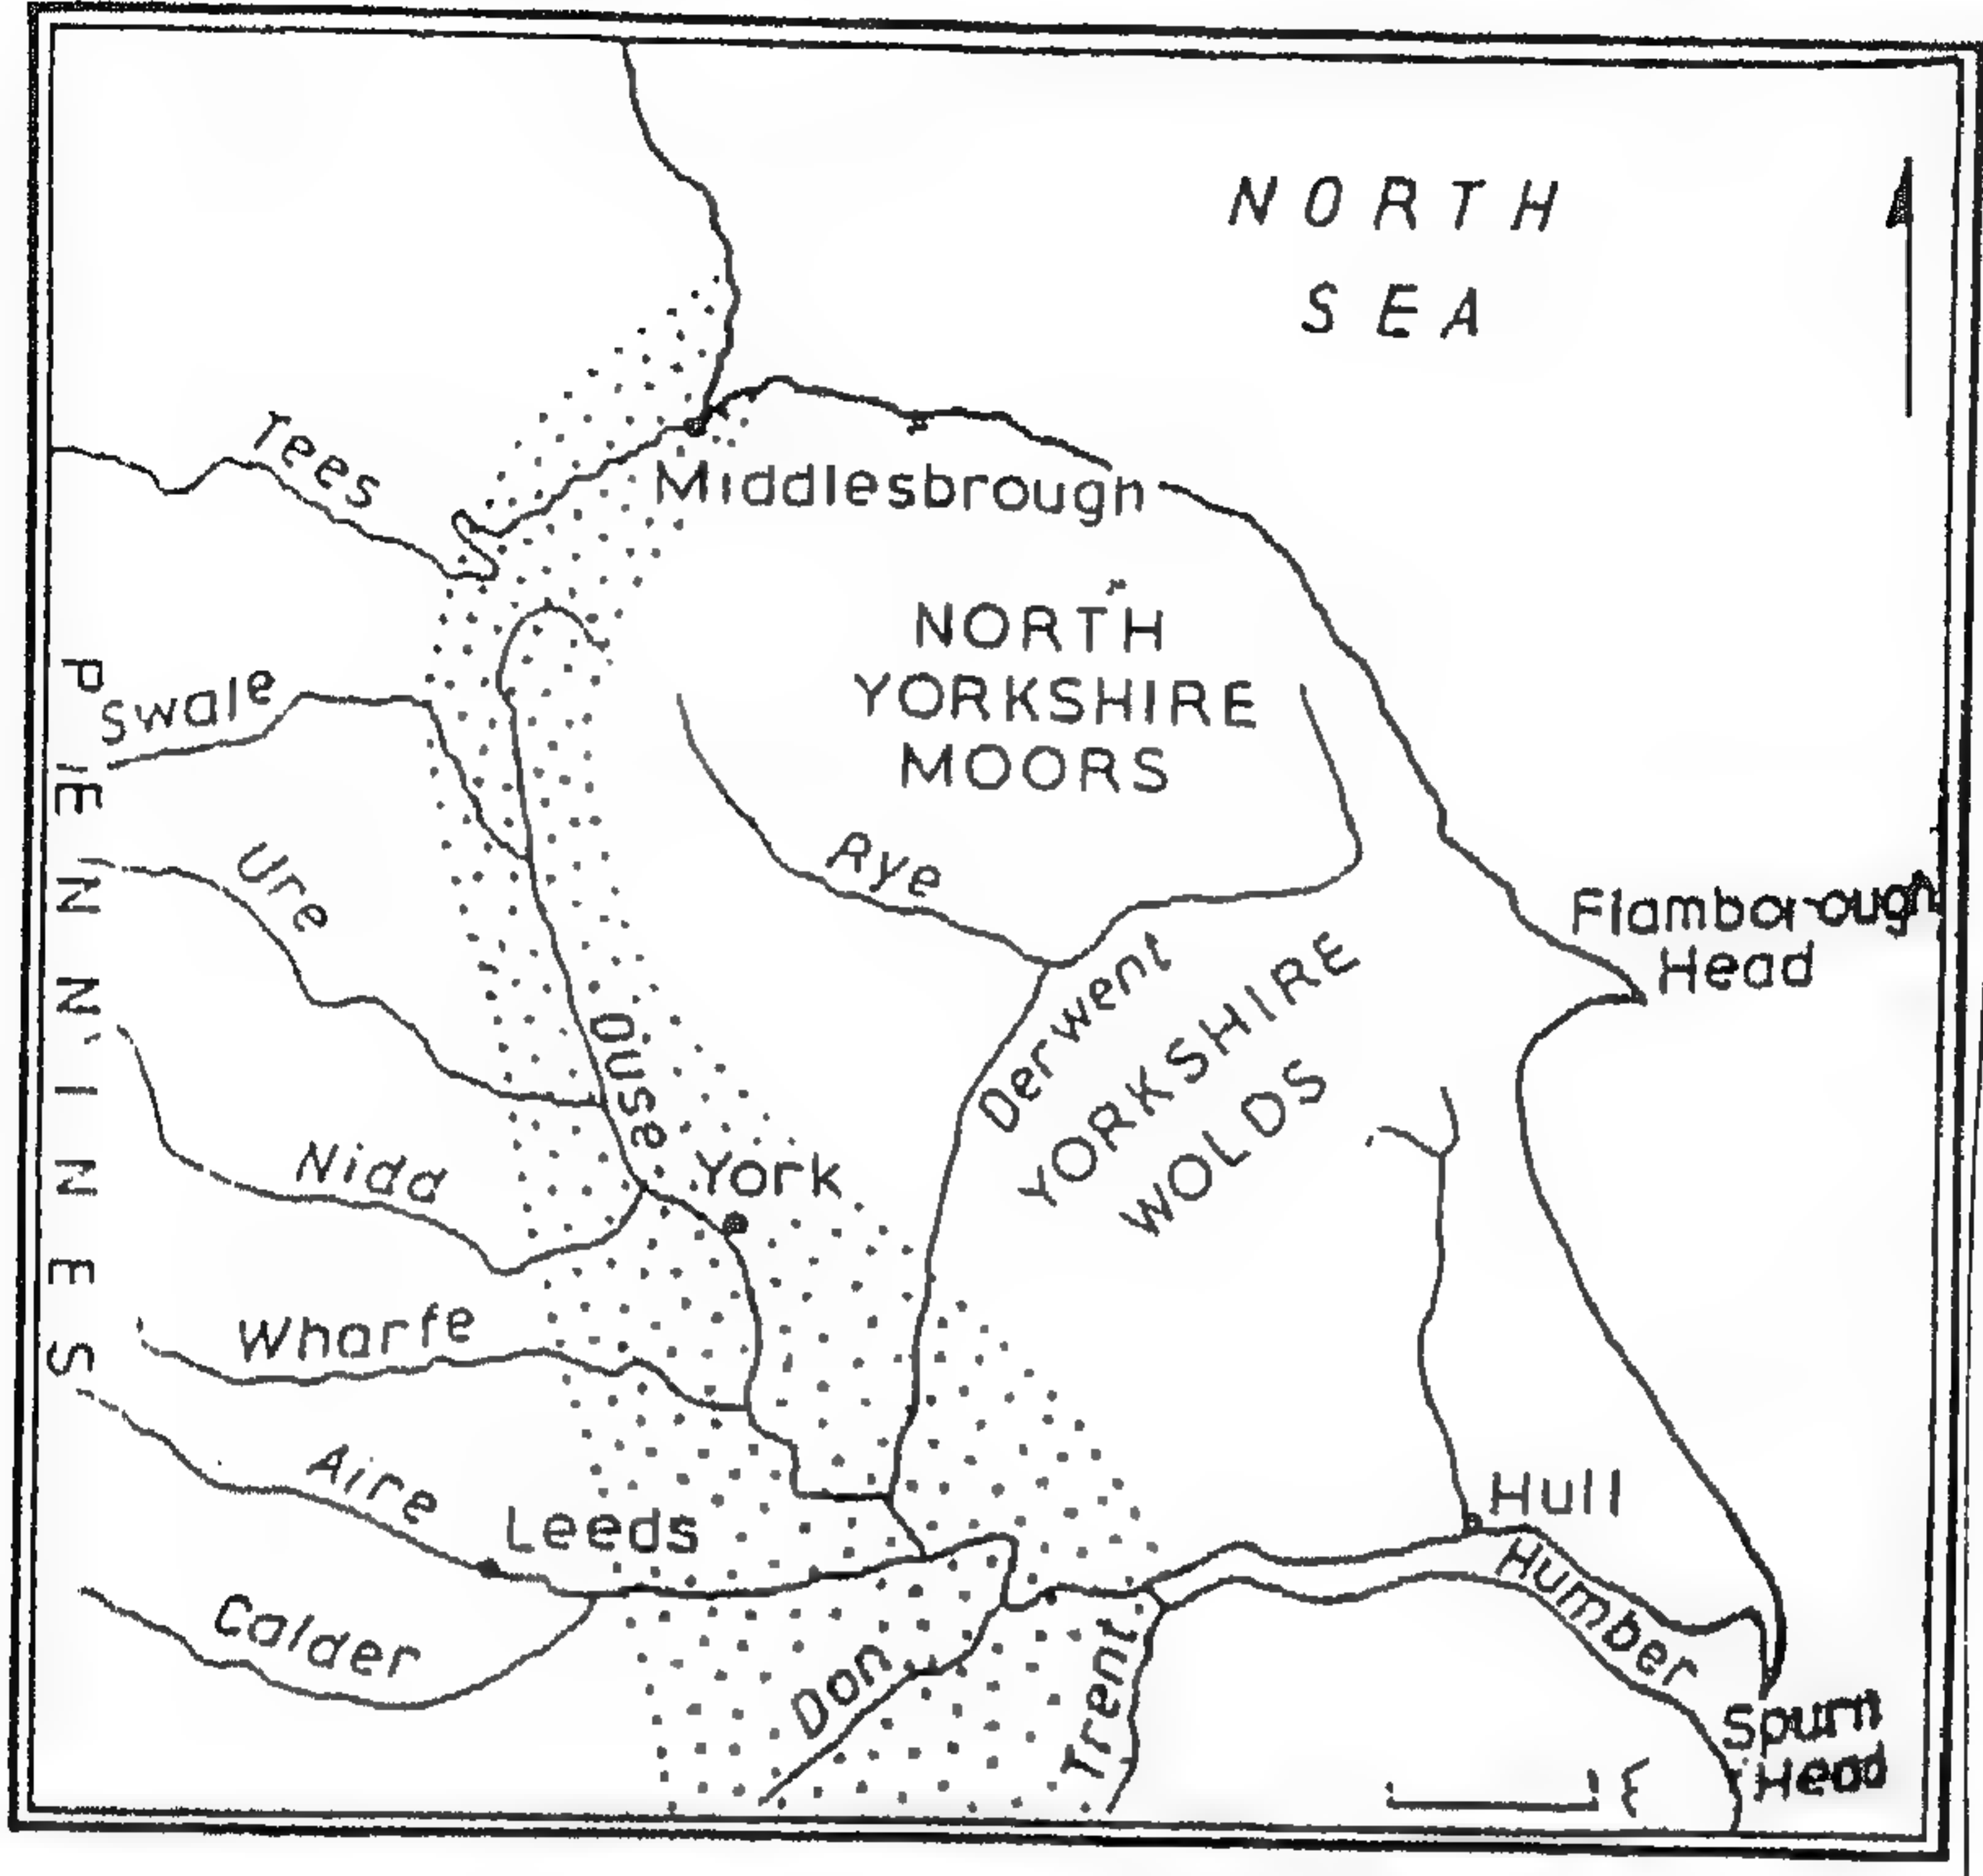 NORTH
SEA
Tees
Middlesbrough
NORTH
YORKSHIRE
MOORS
PENNINES
Swale
Ure
Rye
Flamborough
Head
Derwent
YORKSHIRE
WOLDS
Ouse
Nidd
York
Wharfe
Aire
Leeds
Hull
Humber
Calder
Don
Trent
Spurn
Head